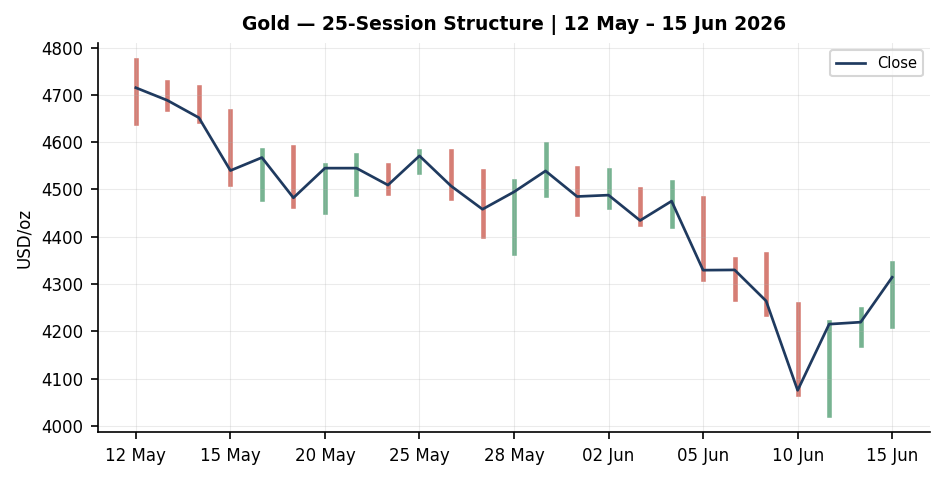 Gold — 25-Session Structure | 12 May – 15 Jun 2026
Close
USD/oz
4800
4700
4600
4500
4400
4300
4200
4100
4000
12 May 15 May 20 May 25 May 28 May 02 Jun 05 Jun 10 Jun 15 Jun